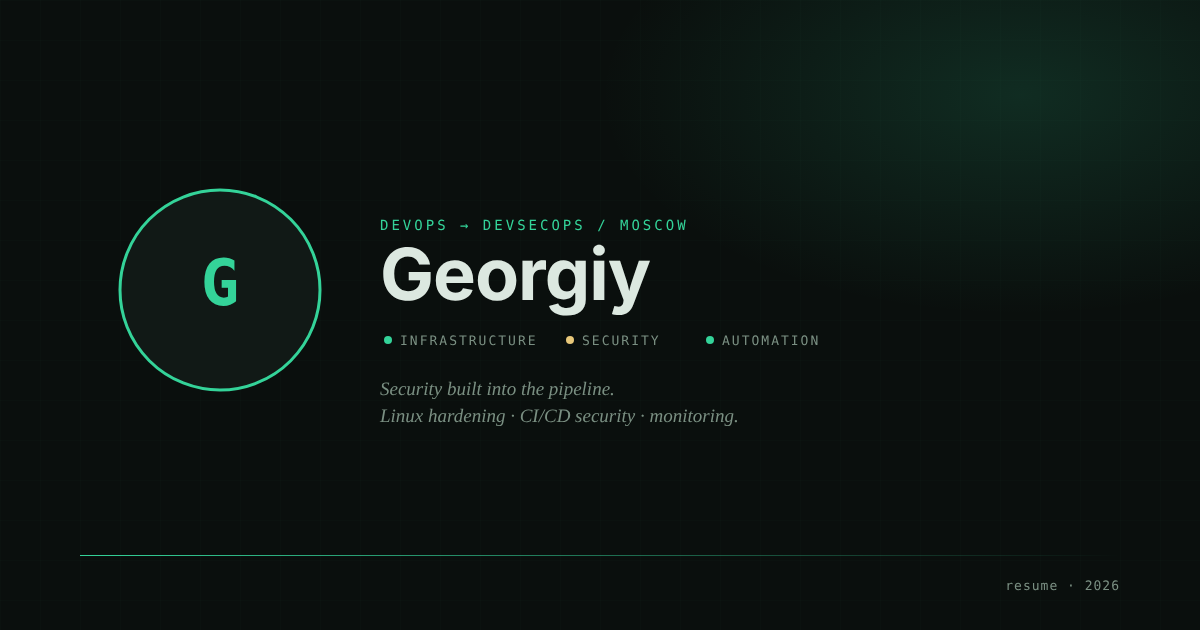 G
DEVOPS → DEVSECOPS / MOSCOW
Georgiy
INFRASTRUCTURE SECURITY AUTOMATION
Security built into the pipeline.
Linux hardening · CI/CD security · monitoring.
resume · 2026